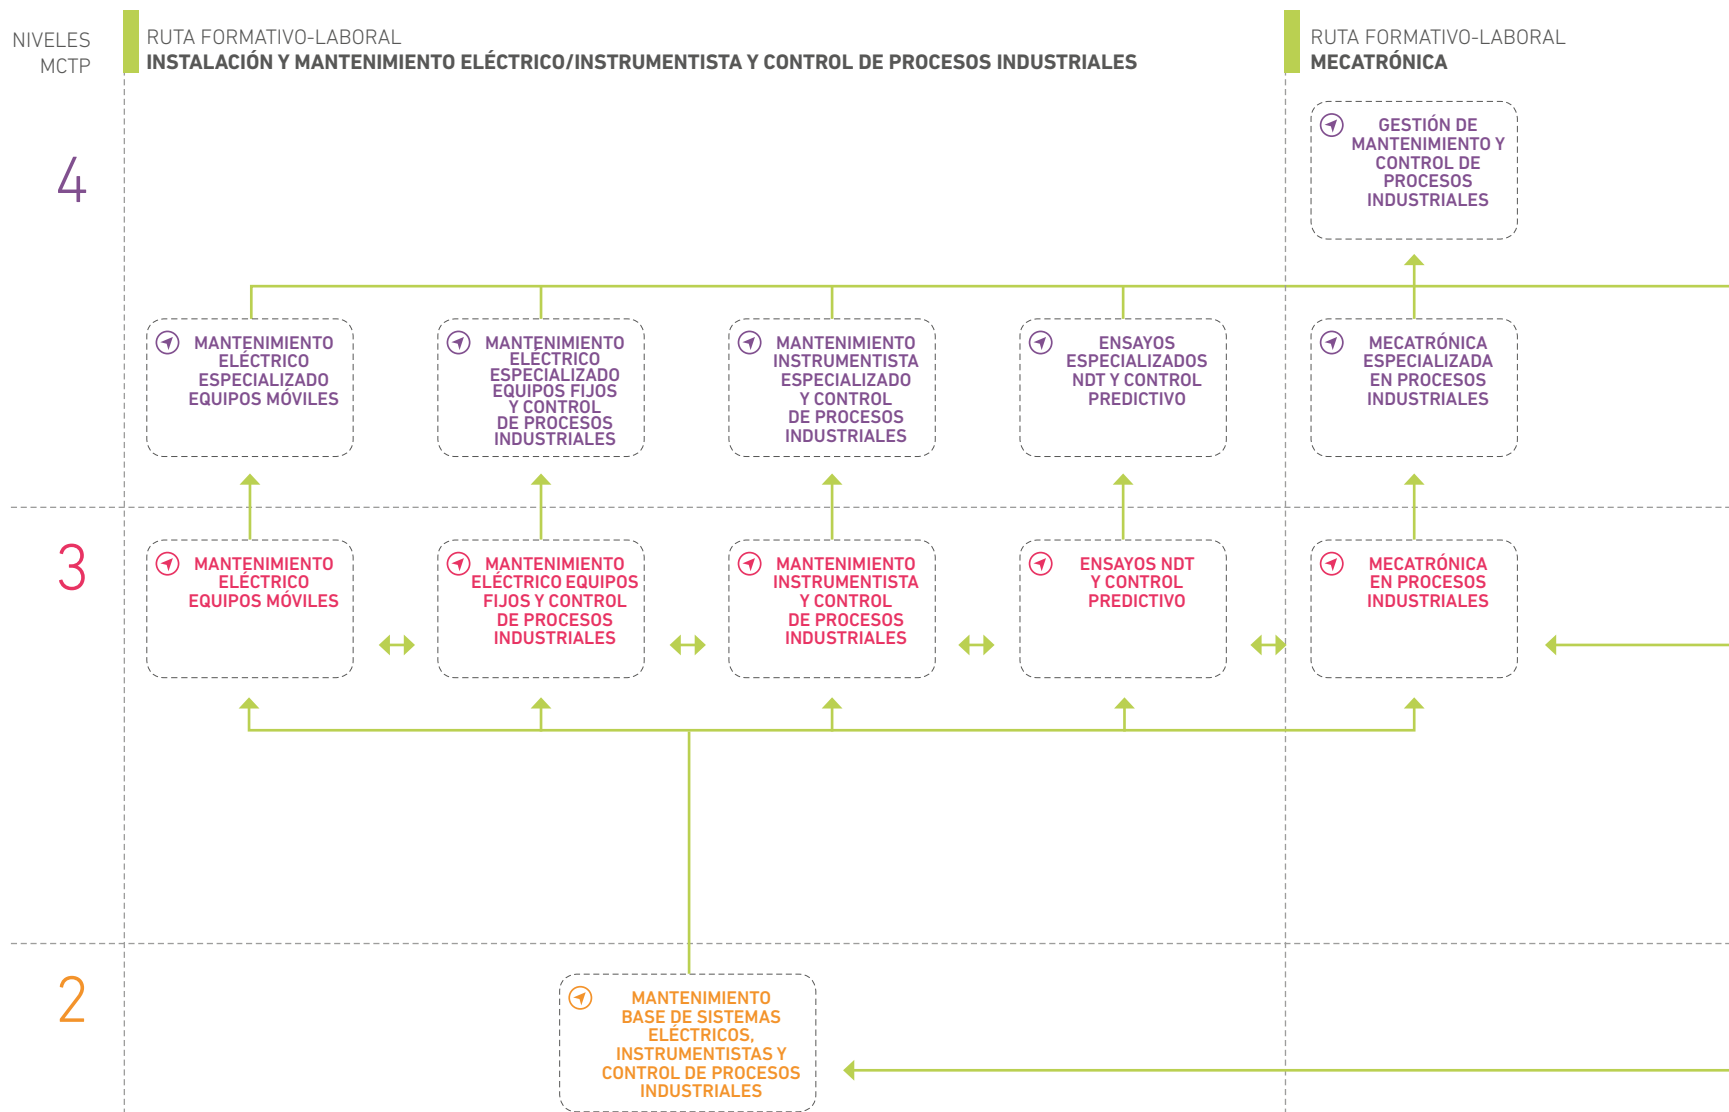 NIVELES
MCTP
RUTA FORMATIVO-LABORAL
INSTALACIÓN Y MANTENIMIENTO ELÉCTRICO/INSTRUMENTISTA Y CONTROL DE PROCESOS INDUSTRIALES
RUTA FORMATIVO-LABORAL
MECATRÓNICA
4
GESTIÓN DE
MANTENIMIENTO Y
CONTROL DE
PROCESOS
INDUSTRIALES
MANTENIMIENTO
ELÉCTRICO
ESPECIALIZADO
EQUIPOS MÓVILES
MANTENIMIENTO
ELÉCTRICO
ESPECIALIZADO
EQUIPOS FIJOS
Y CONTROL
DE PROCESOS
INDUSTRIALES
MANTENIMIENTO
INSTRUMENTISTA
ESPECIALIZADO
Y CONTROL
DE PROCESOS
INDUSTRIALES
ENSAYOS
ESPECIALIZADOS
NDT Y CONTROL
PREDICTIVO
MECATRÓNICA
ESPECIALIZADA
EN PROCESOS
INDUSTRIALES
3
MANTENIMIENTO
ELÉCTRICO
EQUIPOS MÓVILES
MANTENIMIENTO
ELÉCTRICO EQUIPOS
FIJOS Y CONTROL
DE PROCESOS
INDUSTRIALES
MANTENIMIENTO
INSTRUMENTISTA
Y CONTROL
DE PROCESOS
INDUSTRIALES
ENSAYOS NDT
Y CONTROL
PREDICTIVO
MECATRÓNICA
EN PROCESOS
INDUSTRIALES
2
MANTENIMIENTO
BASE DE SISTEMAS
ELÉCTRICOS,
INSTRUMENTISTAS Y
CONTROL DE PROCESOS
INDUSTRIALES